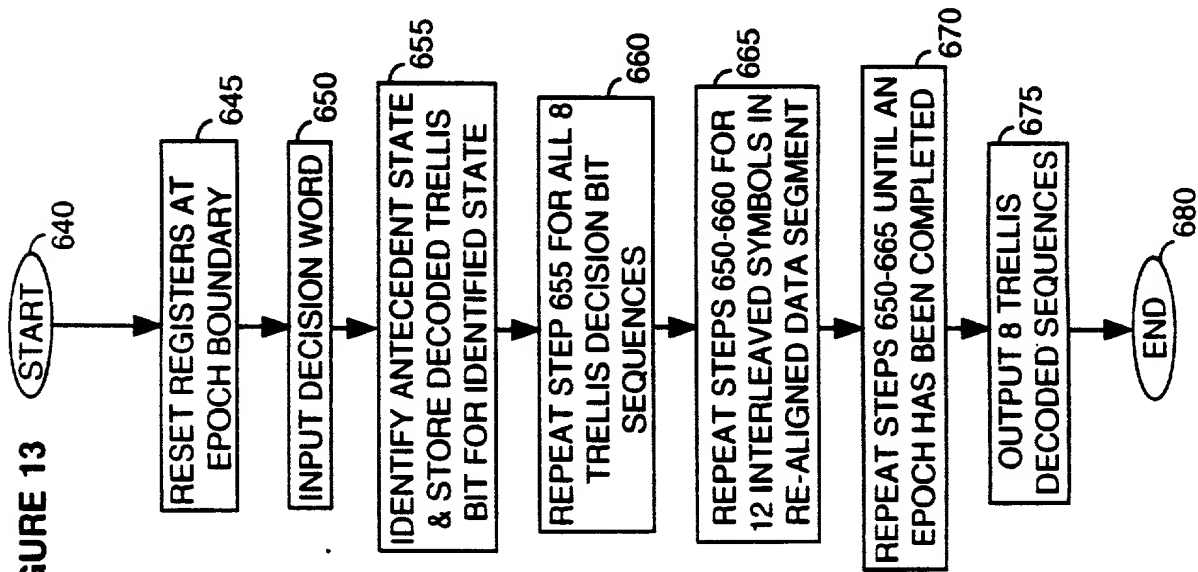 GURE 13
START
640
RESET REGISTERS AT
EPOCH BOUNDARY
645
INPUT DECISION WORD
650
IDENTIFY ANTECEDENT STATE
& STORE DECODED TRELLIS
BIT FOR IDENTIFIED STATE
655
REPEAT STEP 655 FOR ALL 8
TRELLIS DECISION BIT
SEQUENCES
660
REPEAT STEPS 650-660 FOR
12 INTERLEAVED SYMBOLS IN
RE-ALIGNED DATA SEGMENT
665
REPEAT STEPS 650-665 UNTIL AN
EPOCH HAS BEEN COMPLETED
670
OUTPUT 8 TRELLIS
DECODED SEQUENCES
675
END
680